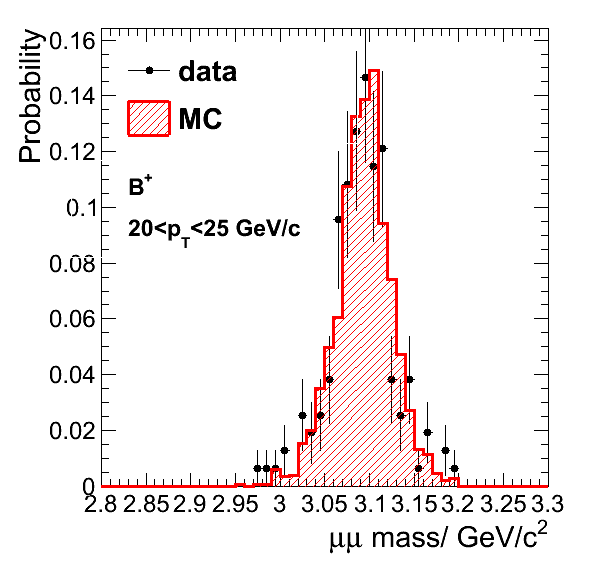 Probability
0.16
0.14
0.12
0.1
0.08
0.06
0.04
0.02
0
data
MC
B⁺
20<p_T<25 GeV/c
2.8 2.85 2.9 2.95 3 3.05 3.1 3.15 3.2 3.25 3.3
μμ mass/ GeV/c²